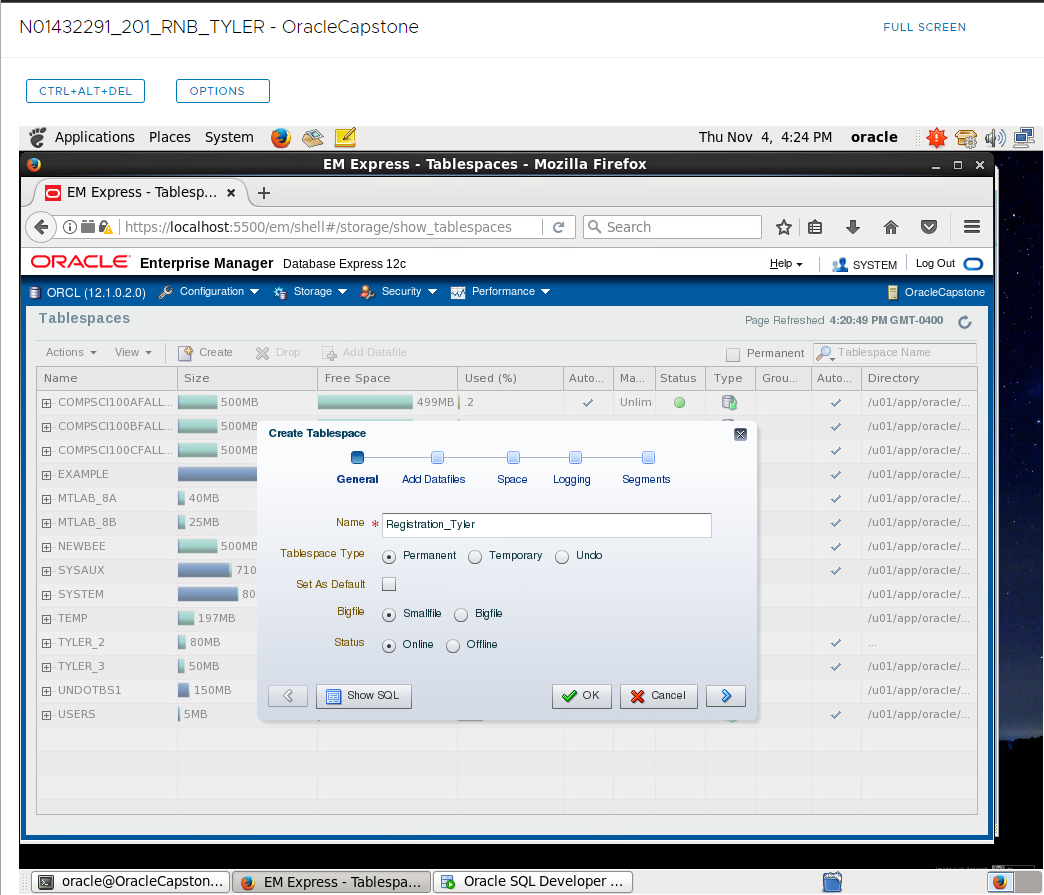 N01432291_201_RNB_TYLER - OracleCapstone
FULL SCREEN
CTRL+ALT+DEL OPTIONS
Applications Places System Thu Nov 4, 4:24 PM oracle
EM Express - Tablespaces - Mozilla Firefox
EM Express - Tablesp...
https://localhost:5500/em/shell#/storage/show_tablespaces Search
ORACLE Enterprise Manager Database Express 12c Help SYSTEM Log Out
ORCL (12.1.0.2.0) Configuration Storage Security Performance OracleCapstone
Tablespaces Page Refreshed 4:20:49 PM GMT-0400
Actions View Create Drop Add Datafile Permanent Tablespace Name
Name Size Free Space Used (%) Auto... Ma... Status Type Grou... Auto... Directory
COMPSCI100AFALL... 500MB 499MB .2 Unlim /u01/app/oracle/...
COMPSCI100BFALL... 500MB /u01/app/oracle/...
COMPSCI100CFALL... 500MB /u01/app/oracle/...
EXAMPLE /u01/app/oracle/...
MTLAB_8A 40MB /u01/app/oracle/...
MTLAB_8B 25MB /u01/app/oracle/...
NEWBEE 500MB /u01/app/oracle/...
SYSAUX 710 /u01/app/oracle/...
SYSTEM 80 /u01/app/oracle/...
TEMP 197MB /u01/app/oracle/...
TYLER_2 80MB ...
TYLER_3 50MB /u01/app/oracle/...
UNDOTBS1 150MB /u01/app/oracle/...
USERS 5MB /u01/app/oracle/...
Create Tablespace
General Add Datafiles Space Logging Segments
Name * Registration_Tyler
Tablespace Type Permanent Temporary Undo
Set As Default
Bigfile Smallfile Bigfile
Status Online Offline
Show SQL OK Cancel
oracle@OracleCapston... EM Express - Tablespa... Oracle SQL Developer ...